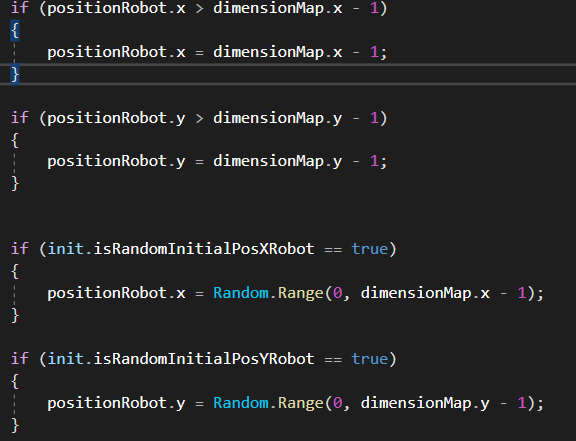 if (positionRobot.x > dimensionMap.x - 1)
{
    positionRobot.x = dimensionMap.x - 1;
}
if (positionRobot.y > dimensionMap.y - 1)
{
    positionRobot.y = dimensionMap.y - 1;
}
if (init.isRandomInitialPosXRobot == true)
{
    positionRobot.x = Random.Range(0, dimensionMap.x - 1);
}
if (init.isRandomInitialPosYRobot == true)
{
    positionRobot.y = Random.Range(0, dimensionMap.y - 1);
}